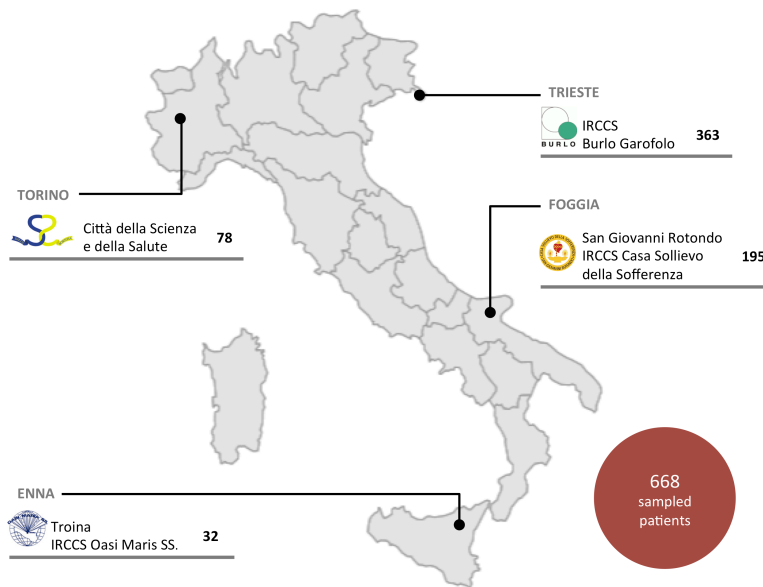 TRIESTE
IRCCS
Burlo Garofolo
363
BURLO
TORINO
Città della Scienza
e della Salute
78
FOGGIA
San Giovanni Rotondo
IRCCS Casa Sollievo
della Sofferenza
195
ENNA
Troina
IRCCS Oasi Maris SS.
32
668
sampled
patients